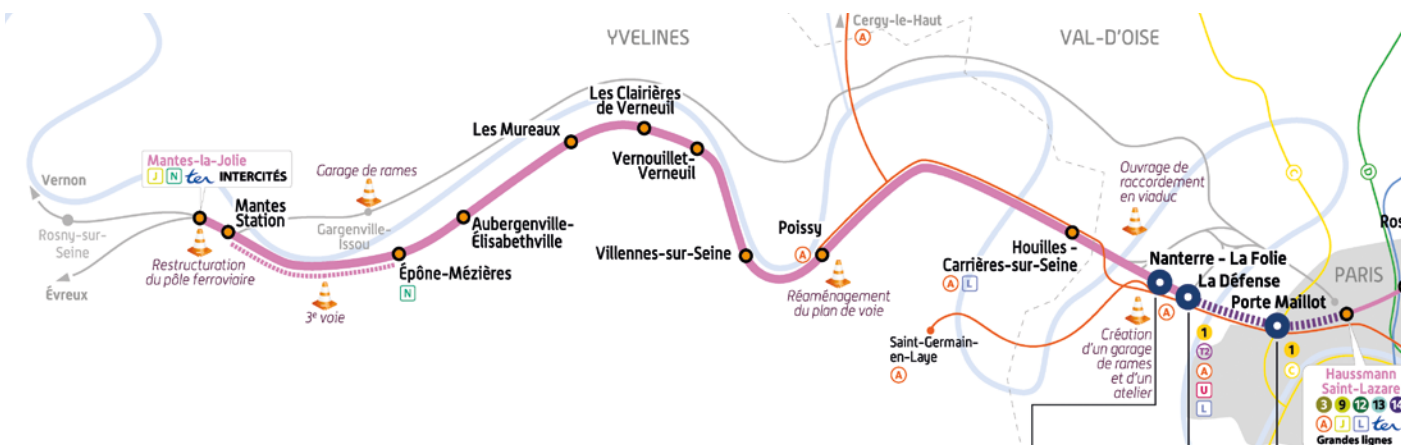 YVELINES
Cergy-le-Haut
A
VAL-D'OISE
Les Clairières
de Verneuil
Les Mureaux
Vernouillet-
Verneuil
Mantes-la-Jolie
J N ter INTERCITÉS
Vernon
Garage de rames
Mantes
Station
Rosny-sur-
Seine
Gargenville-
Issou
Aubergenville-
Élisabethville
Restructuration
du pôle ferroviaire
Évreux
Épône-Mézières
N
3e voie
Villennes-sur-Seine
Poissy
A
Réaménagement
du plan de voie
Houilles -
Carrières-sur-Seine
A L
Saint-Germain-
en-Laye
A
Ouvrage de
raccordement
en viaduc
C
D
Nanterre – La Folie
La Défense
Porte Maillot
PARIS
Ros
A
Création
d'un garage
de rames
et d'un
atelier
1
T2
A
U
L
1
C
Haussmann
Saint-Lazare
3 9 12 13 14
A J L ter
Grandes lignes